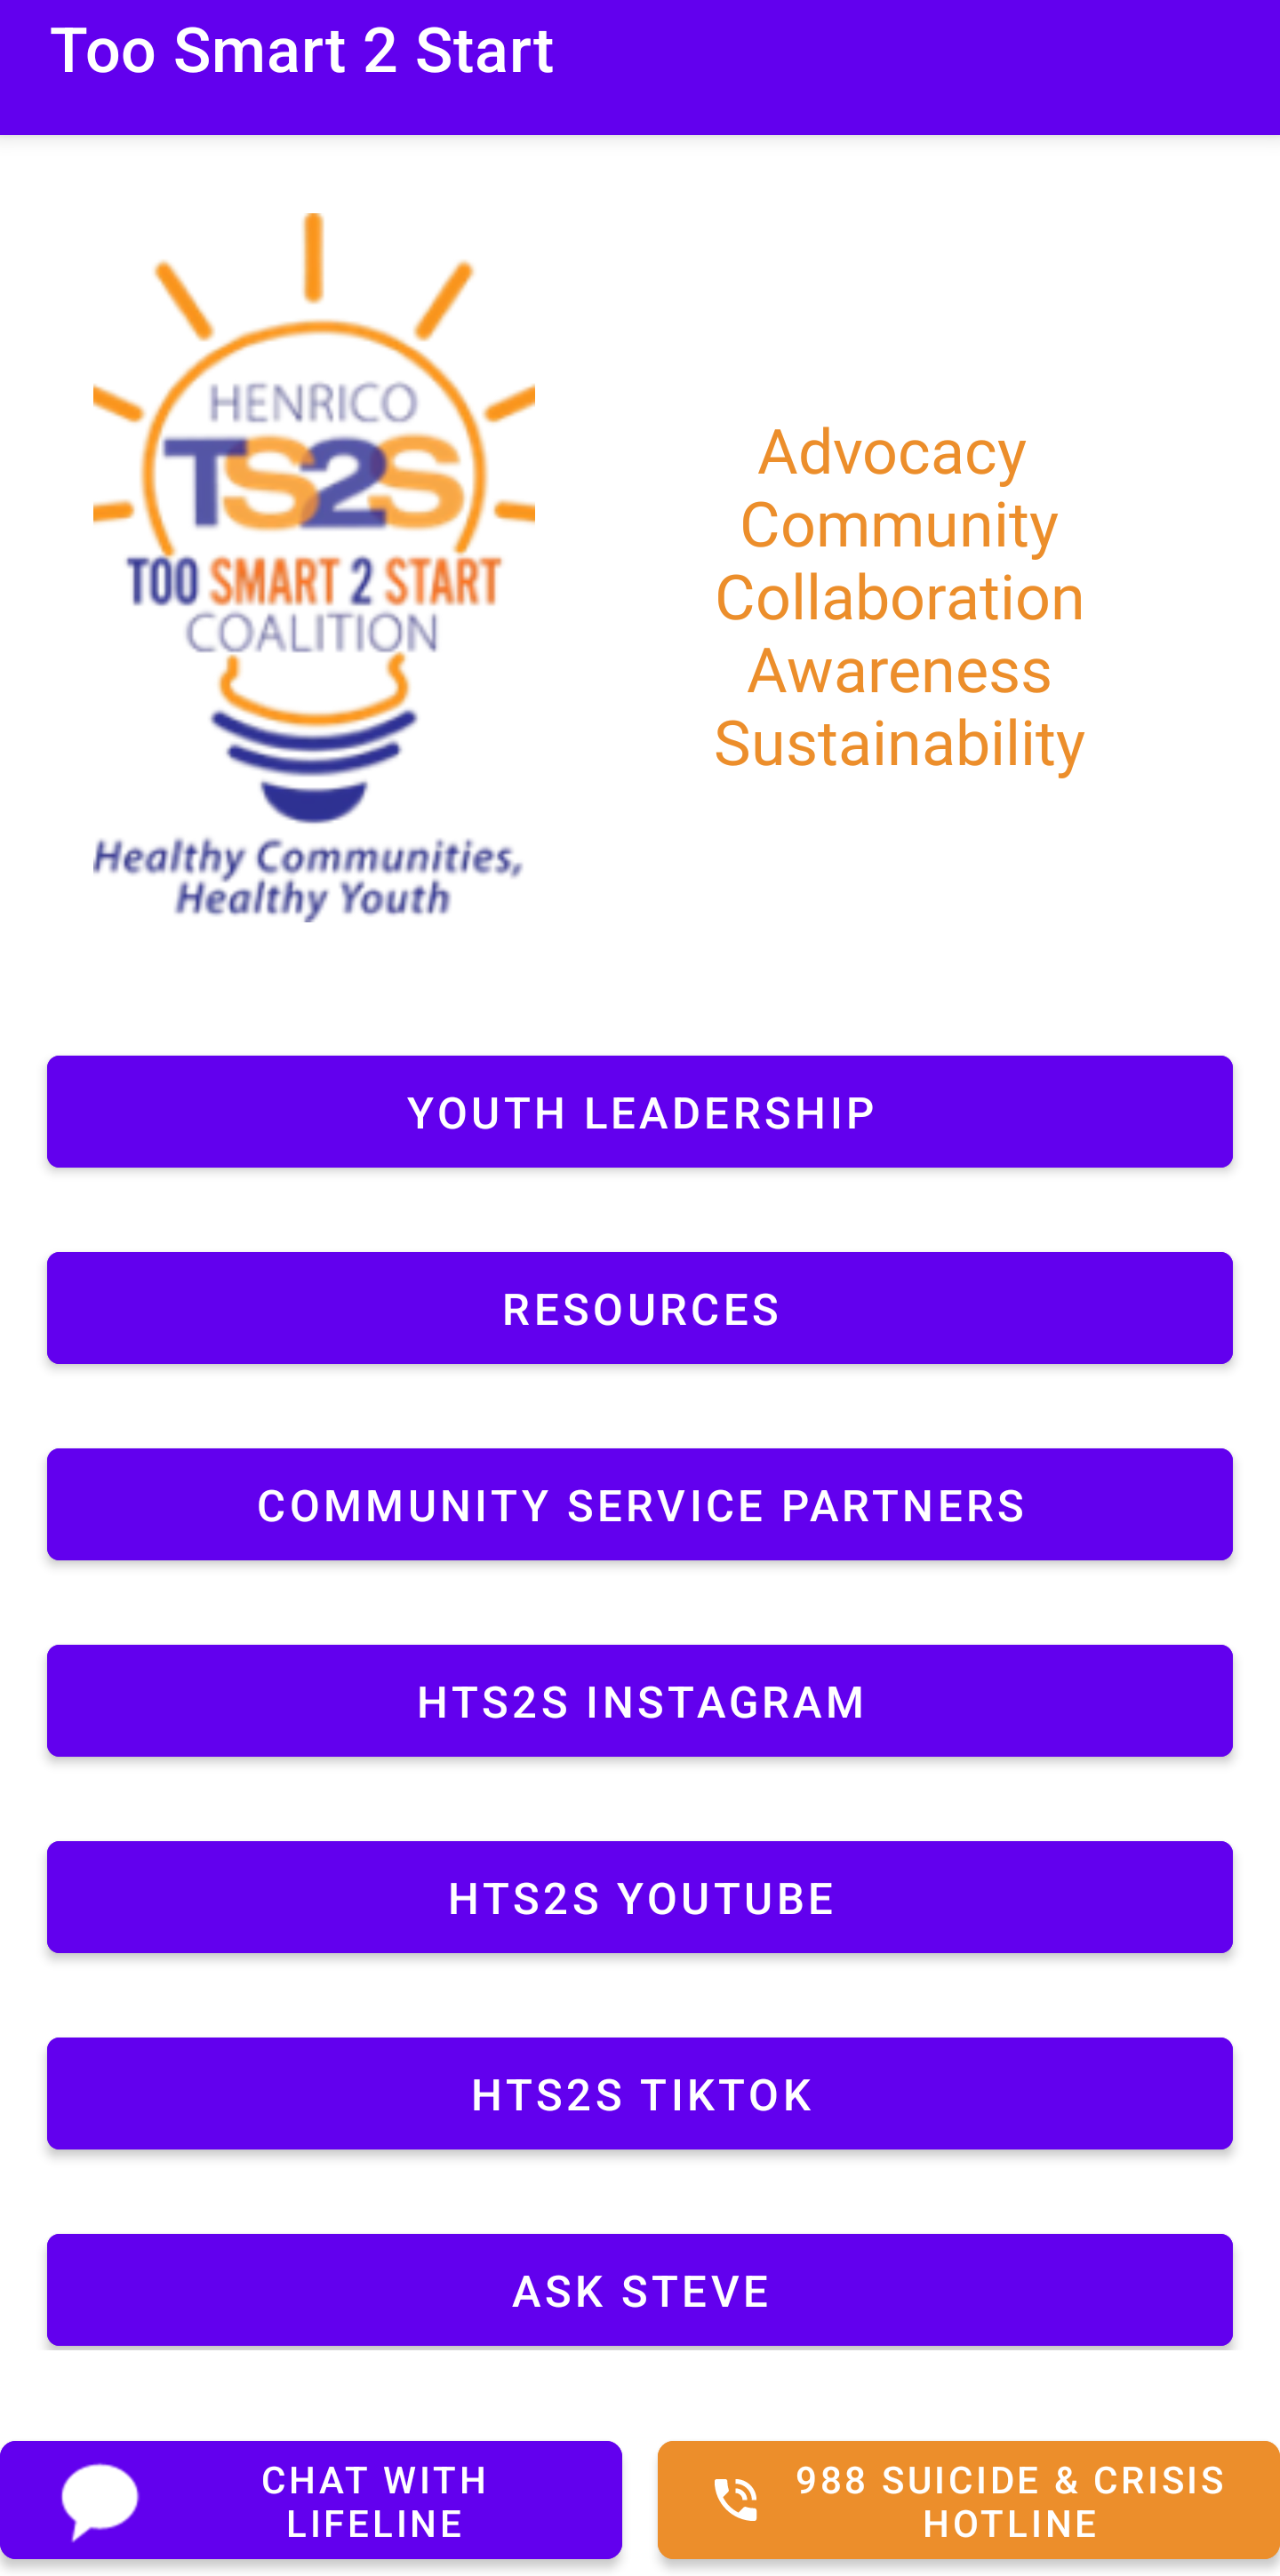 Too Smart 2 Start
HENRICO
TS2S
TOO SMART 2 START
COALITION
Healthy Communities,
Healthy Youth
Advocacy
Community
Collaboration
Awareness
Sustainability
YOUTH LEADERSHIP
RESOURCES
COMMUNITY SERVICE PARTNERS
HTS2S INSTAGRAM
HTS2S YOUTUBE
HTS2S TIKTOK
ASK STEVE
CHAT WITH
LIFELINE
988 SUICIDE & CRISIS
HOTLINE